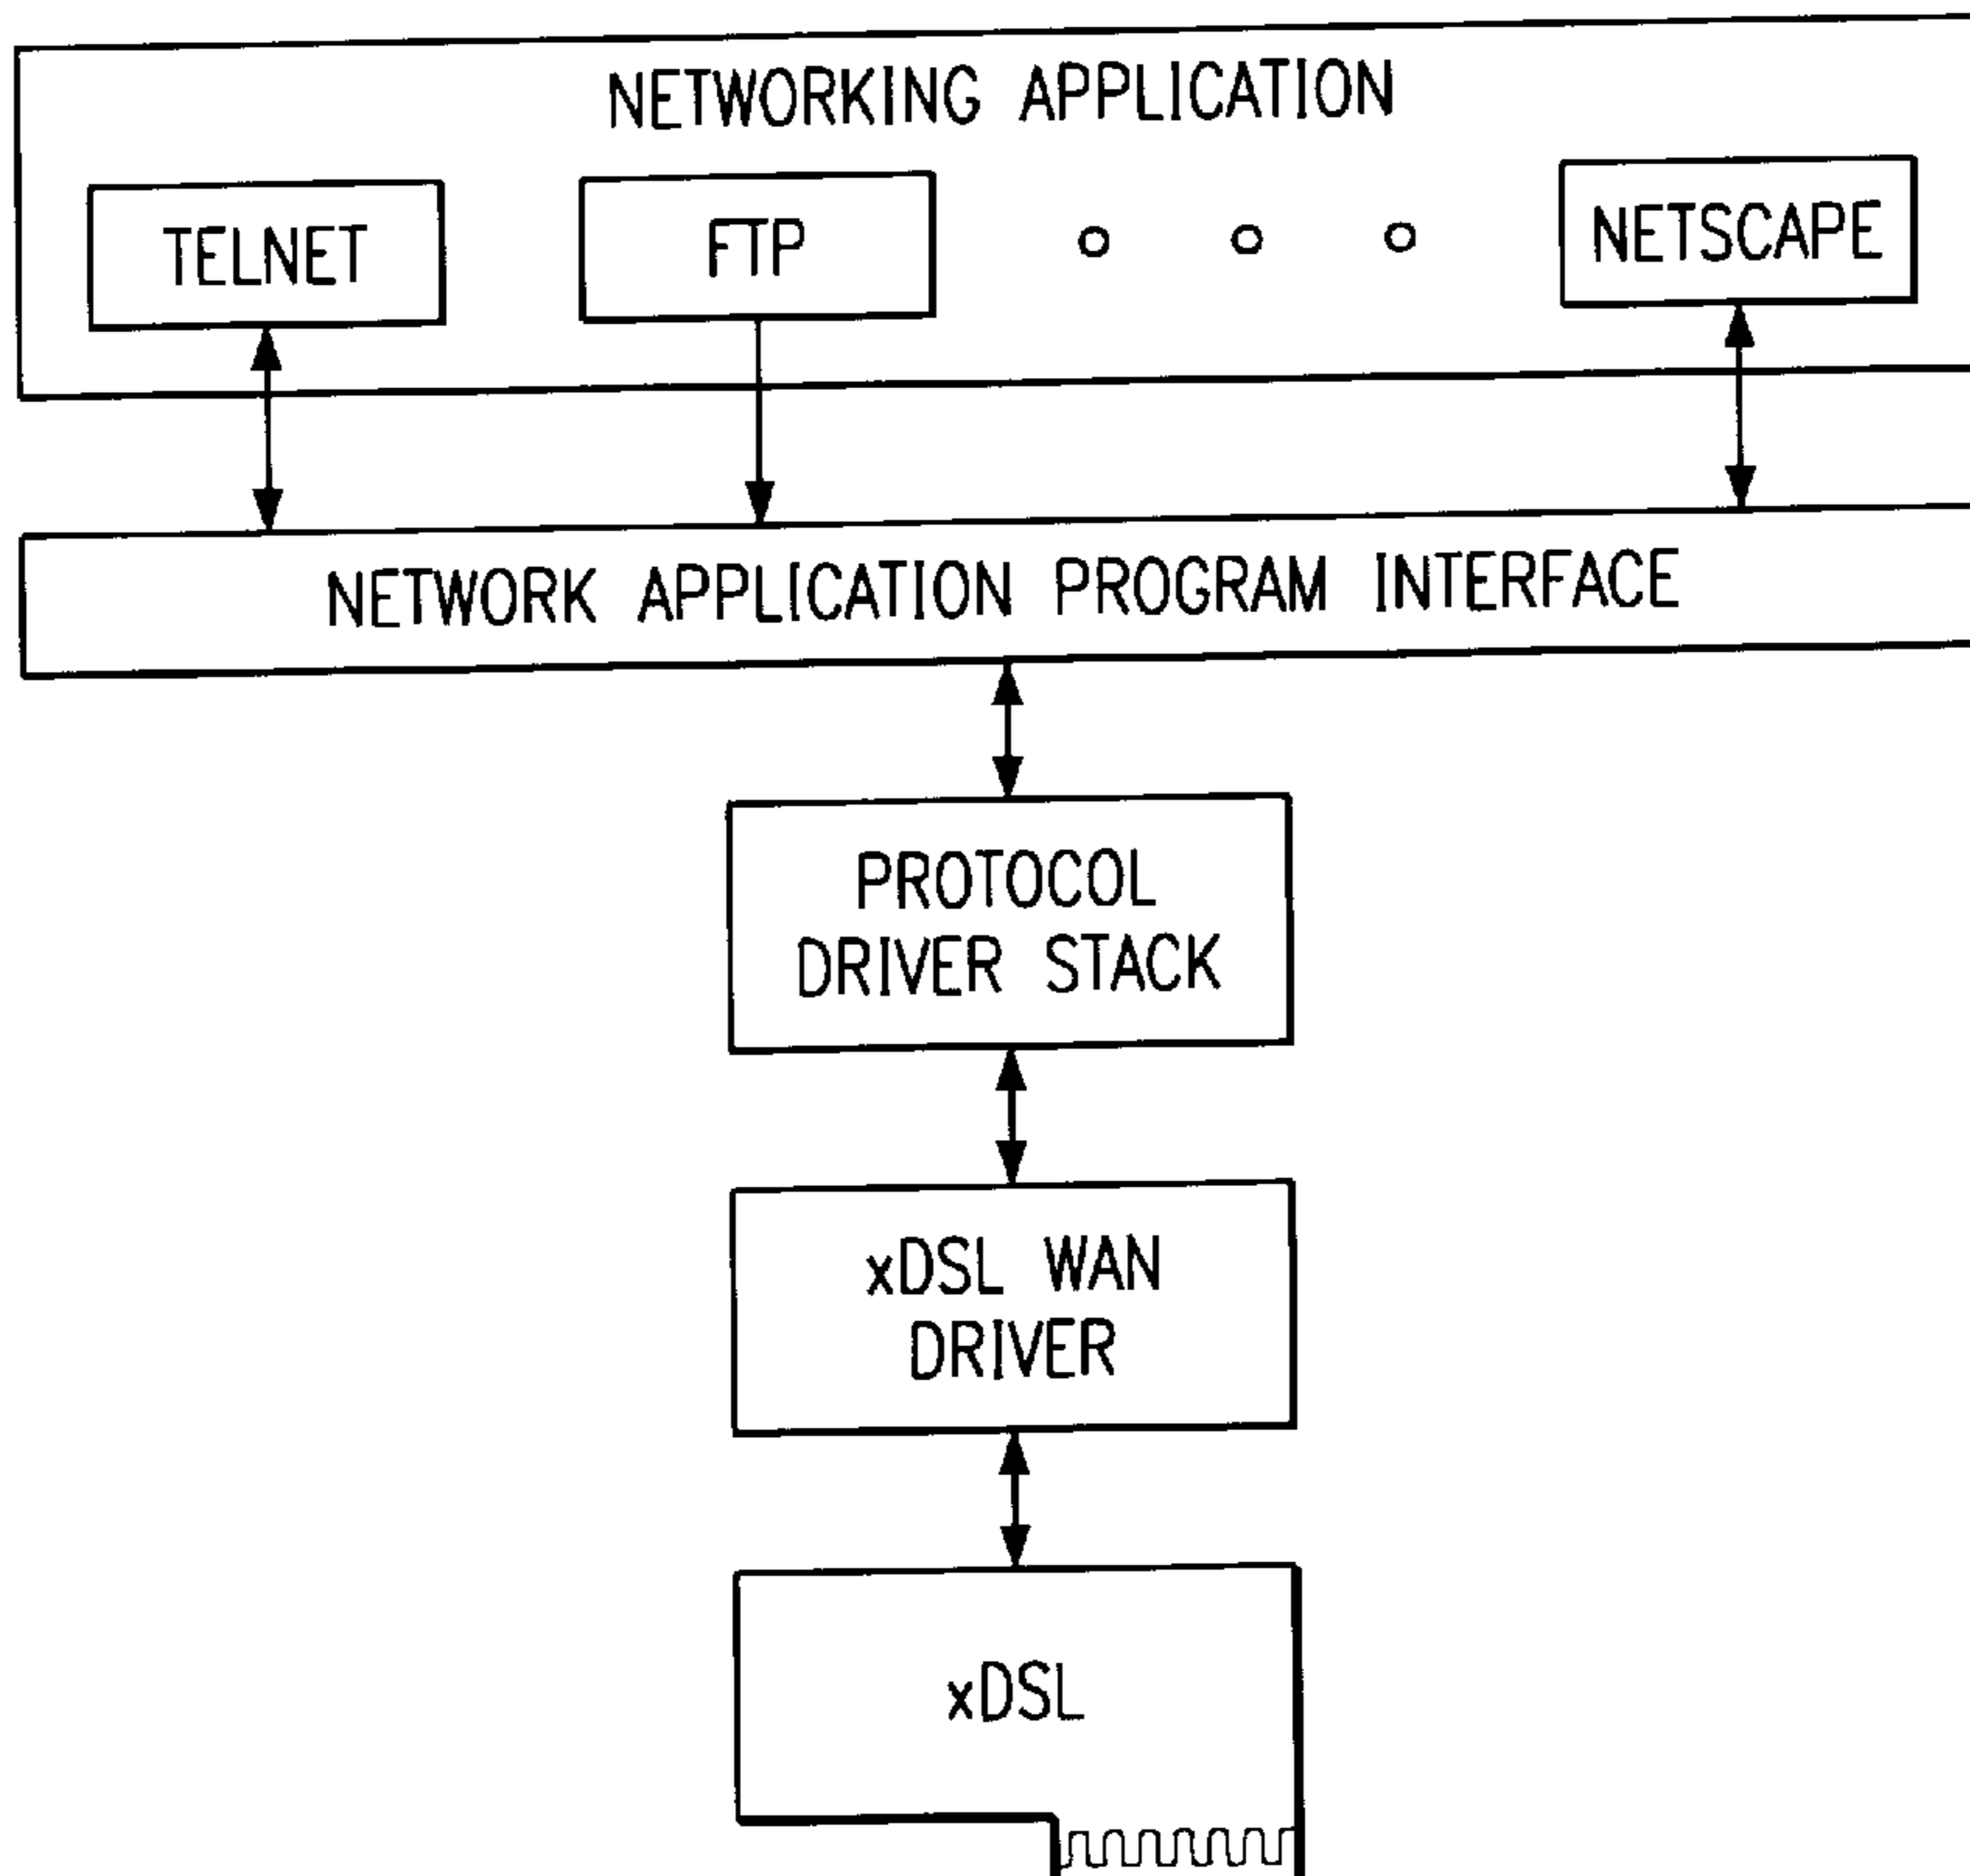 NETWORKING APPLICATION
TELNET
FTP
NETSCAPE
NETWORK APPLICATION PROGRAM INTERFACE
PROTOCOL
DRIVER STACK
xDSL WAN
DRIVER
xDSL